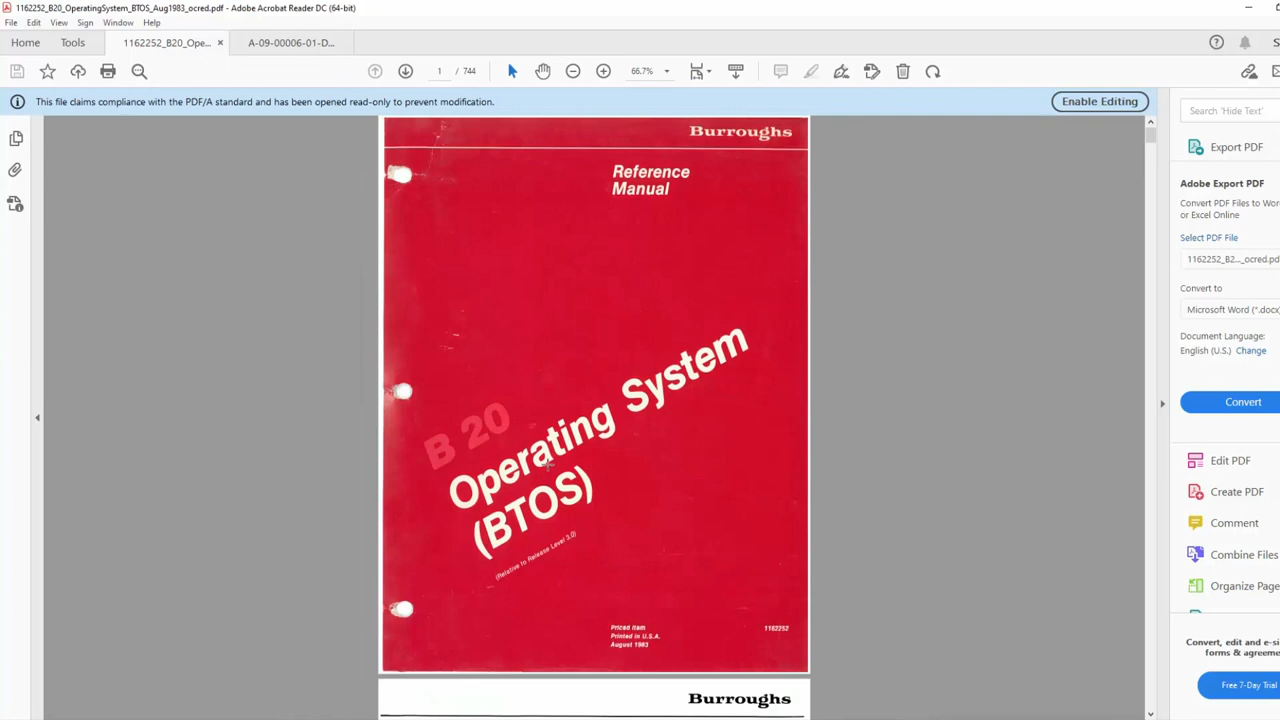 1162252_B20_OperatingSystem_BTOS_Aug1983_ocred.pdf - Adobe Acrobat Reader DC (64-bit)
File Edit View Sign Window Help
Home Tools 1162252_B20_Ope... × A-09-00006-01-D...
1 / 744 66.7%
This file claims compliance with the PDF/A standard and has been opened read-only to prevent modification. Enable Editing
Burroughs
Reference
Manual
B 20
Operating System
(BTOS)
(Relative to Release Level 3.0)
Priced Item
Printed in U.S.A.
August 1983
1162252
Burroughs
Search 'Hide Text'
Export PDF
Adobe Export PDF
Convert PDF Files to Wor
or Excel Online
Select PDF File
1162252_B2..._ocred.pd
Convert to
Microsoft Word (*.docx
Document Language:
English (U.S.) Change
Convert
Edit PDF
Create PDF
Comment
Combine Files
Organize Page
Convert, edit and e-si
forms & agreeme
Free 7-Day Trial